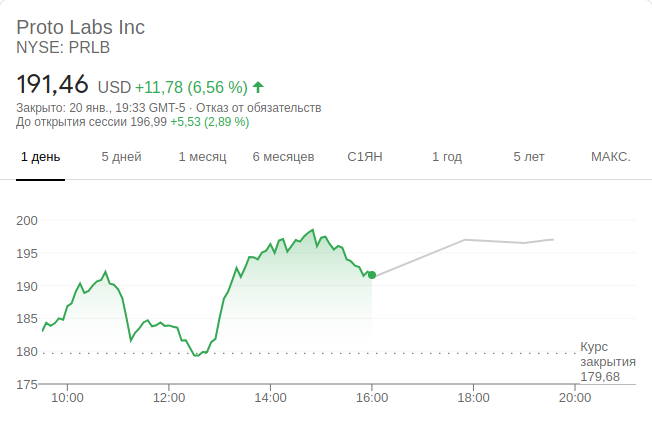 Proto Labs Inc
NYSE: PRLB
191,46 USD +11,78 (6,56 %)
Закрыто: 20 янв., 19:33 GMT-5 · Отказ от обязательств
До открытия сессии 196,99 +5,53 (2,89 %)
1 день 5 дней 1 месяц 6 месяцев С1ЯН 1 год 5 лет МАКС.
200
195
190
185
180
Курс
закрытия
179,68
175
10:00 12:00 14:00 16:00 18:00 20:00